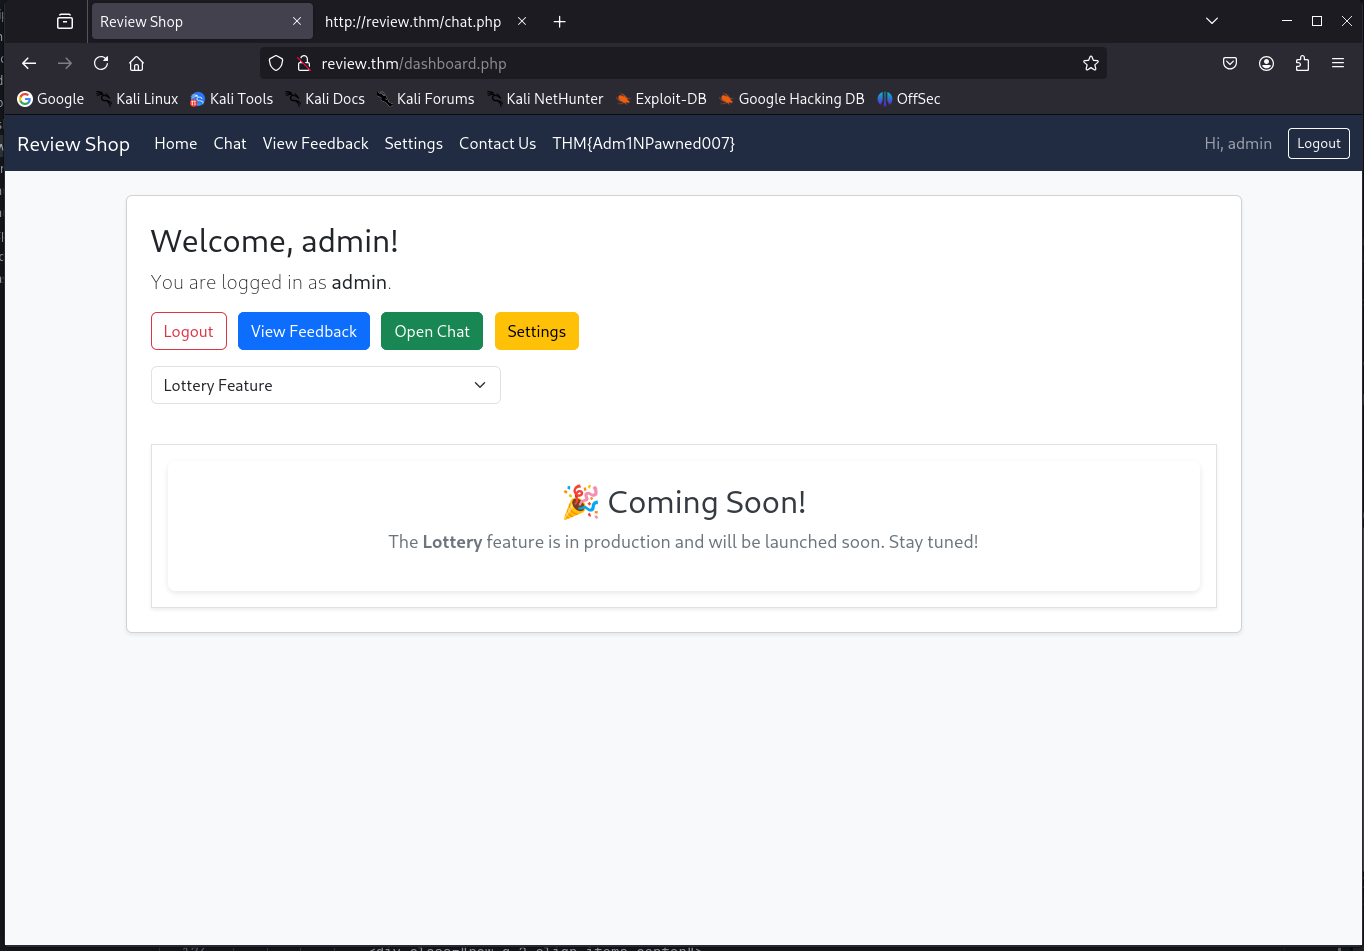 Review Shop
http://review.thm/chat.php
review.thm/dashboard.php
Google Kali Linux Kali Tools Kali Docs Kali Forums Kali NetHunter Exploit-DB Google Hacking DB OffSec
Review Shop Home Chat View Feedback Settings Contact Us THM{Adm1NPawned007} Hi, admin Logout
Welcome, admin!
You are logged in as admin.
Logout View Feedback Open Chat Settings
Lottery Feature
🎉 Coming Soon!
The Lottery feature is in production and will be launched soon. Stay tuned!